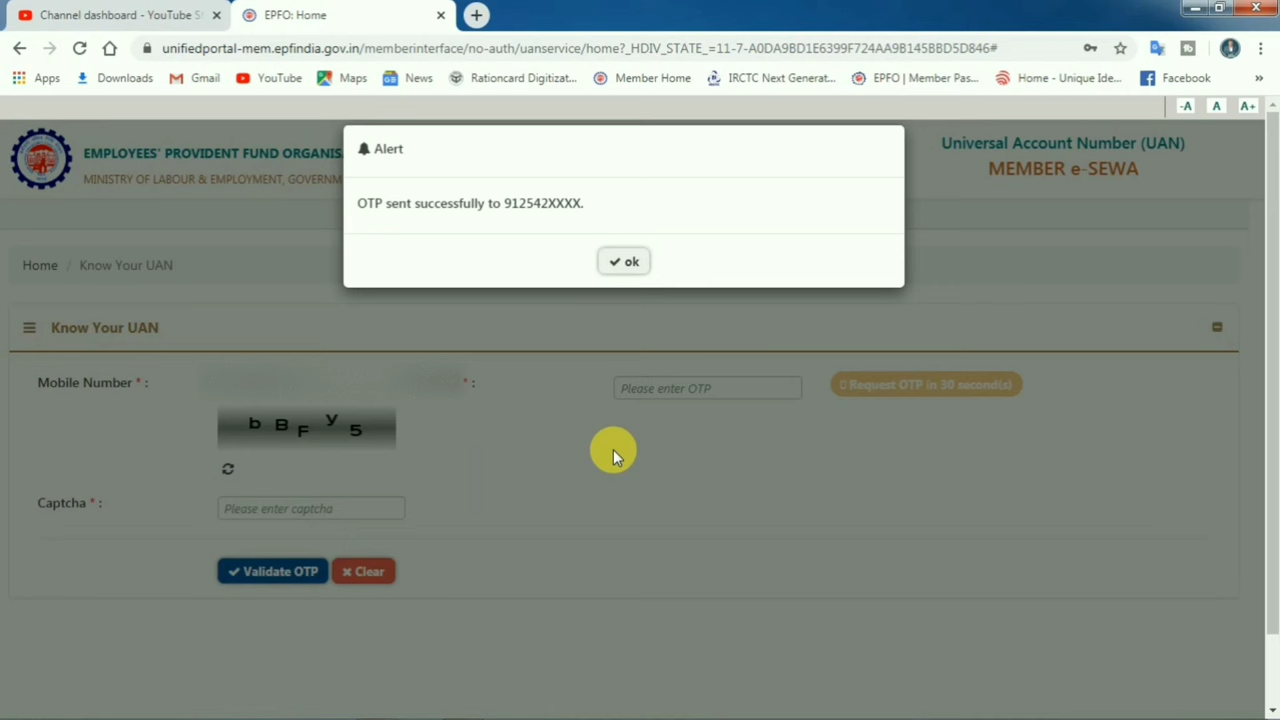 Channel dashboard - YouTube S
EPFO: Home
unifiedportal-mem.epfindia.gov.in/memberinterface/no-auth/uanservice/home?_HDIV_STATE_=11-7-A0DA9BD1E6399F724AA9B145BBD5D846#
Apps Downloads Gmail YouTube Maps News Rationcard Digitizat... Member Home IRCTC Next Generat... EPFO | Member Pas... Home - Unique Ide... Facebook »
-A A A+
EMPLOYEES' PROVIDENT FUND ORGANIS
MINISTRY OF LABOUR & EMPLOYMENT, GOVERNM
Universal Account Number (UAN)
MEMBER e-SEWA
Alert
OTP sent successfully to 912542XXXX.
ok
Home / Know Your UAN
Know Your UAN
Mobile Number * : * : Please enter OTP Request OTP in 30 second(s)
b B F y 5
Captcha * : Please enter captcha
Validate OTP Clear